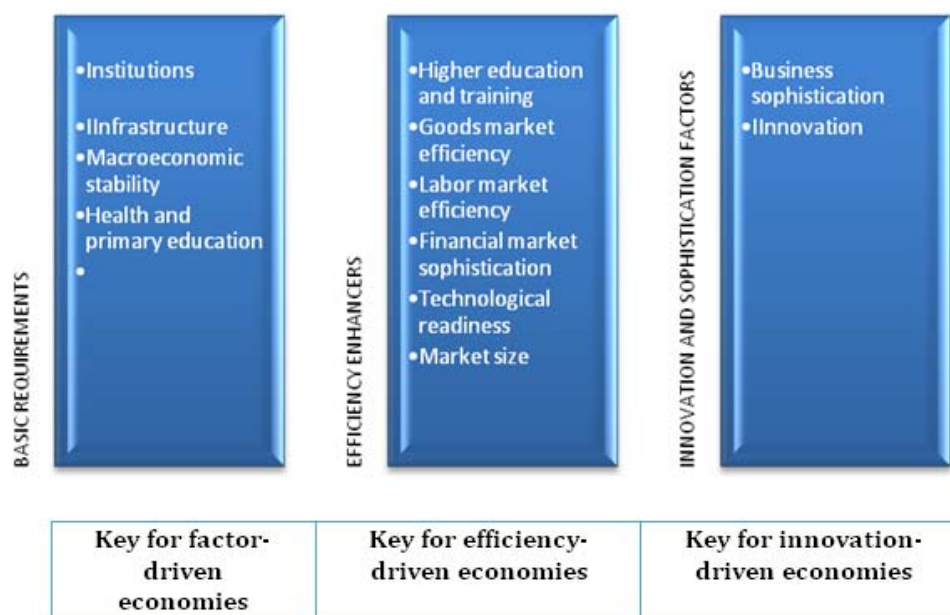 BASIC REQUIREMENTS
•Institutions
•IInfrastructure
•Macroeconomic
stability
•Health and
primary education
•
EFFICIENCY ENHANCERS
•Higher education
and training
•Goods market
efficiency
•Labor market
efficiency
•Financial market
sophistication
•Technological
readiness
•Market size
INNOVATION AND SOPHISTICATION FACTORS
•Business
sophistication
•IInnovation
Key for factor-
driven
economies
Key for efficiency-
driven economies
Key for innovation-
driven economies